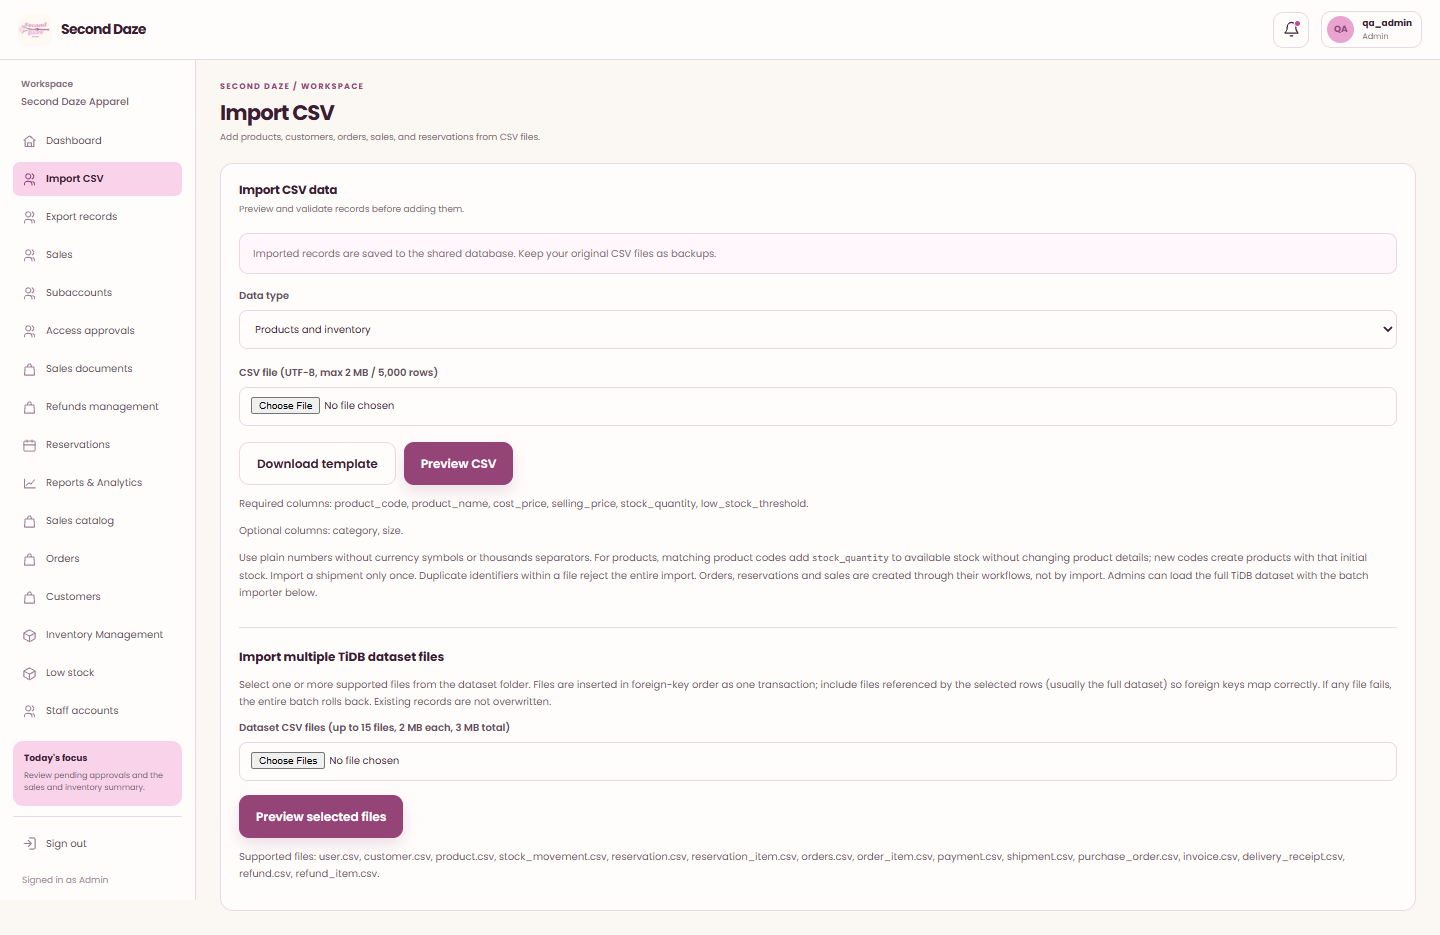 Second Daze
QA
qa_admin
Admin
Workspace
Second Daze Apparel
Dashboard
Import CSV
Export records
Sales
Subaccounts
Access approvals
Sales documents
Refunds management
Reservations
Reports & Analytics
Sales catalog
Orders
Customers
Inventory Management
Low stock
Staff accounts
Today's focus
Review pending approvals and the
sales and inventory summary.
Sign out
Signed in as Admin
SECOND DAZE / WORKSPACE
Import CSV
Add products, customers, orders, sales, and reservations from CSV files.
Import CSV data
Preview and validate records before adding them.
Imported records are saved to the shared database. Keep your original CSV files as backups.
Data type
Products and inventory
CSV file (UTF-8, max 2 MB / 5,000 rows)
Choose File No file chosen
Download template
Preview CSV
Required columns: product_code, product_name, cost_price, selling_price, stock_quantity, low_stock_threshold.
Optional columns: category, size.
Use plain numbers without currency symbols or thousands separators. For products, matching product codes add stock_quantity to available stock without changing product details; new codes create products with that initial
stock. Import a shipment only once. Duplicate identifiers within a file reject the entire import. Orders, reservations and sales are created through their workflows, not by import. Admins can load the full TiDB dataset with the batch
importer below.
Import multiple TiDB dataset files
Select one or more supported files from the dataset folder. Files are inserted in foreign-key order as one transaction; include files referenced by the selected rows (usually the full dataset) so foreign keys map correctly. If any file fails,
the entire batch rolls back. Existing records are not overwritten.
Dataset CSV files (up to 15 files, 2 MB each, 3 MB total)
Choose Files No file chosen
Preview selected files
Supported files: user.csv, customer.csv, product.csv, stock_movement.csv, reservation.csv, reservation_item.csv, orders.csv, order_item.csv, payment.csv, shipment.csv, purchase_order.csv, invoice.csv, delivery_receipt.csv,
refund.csv, refund_item.csv.